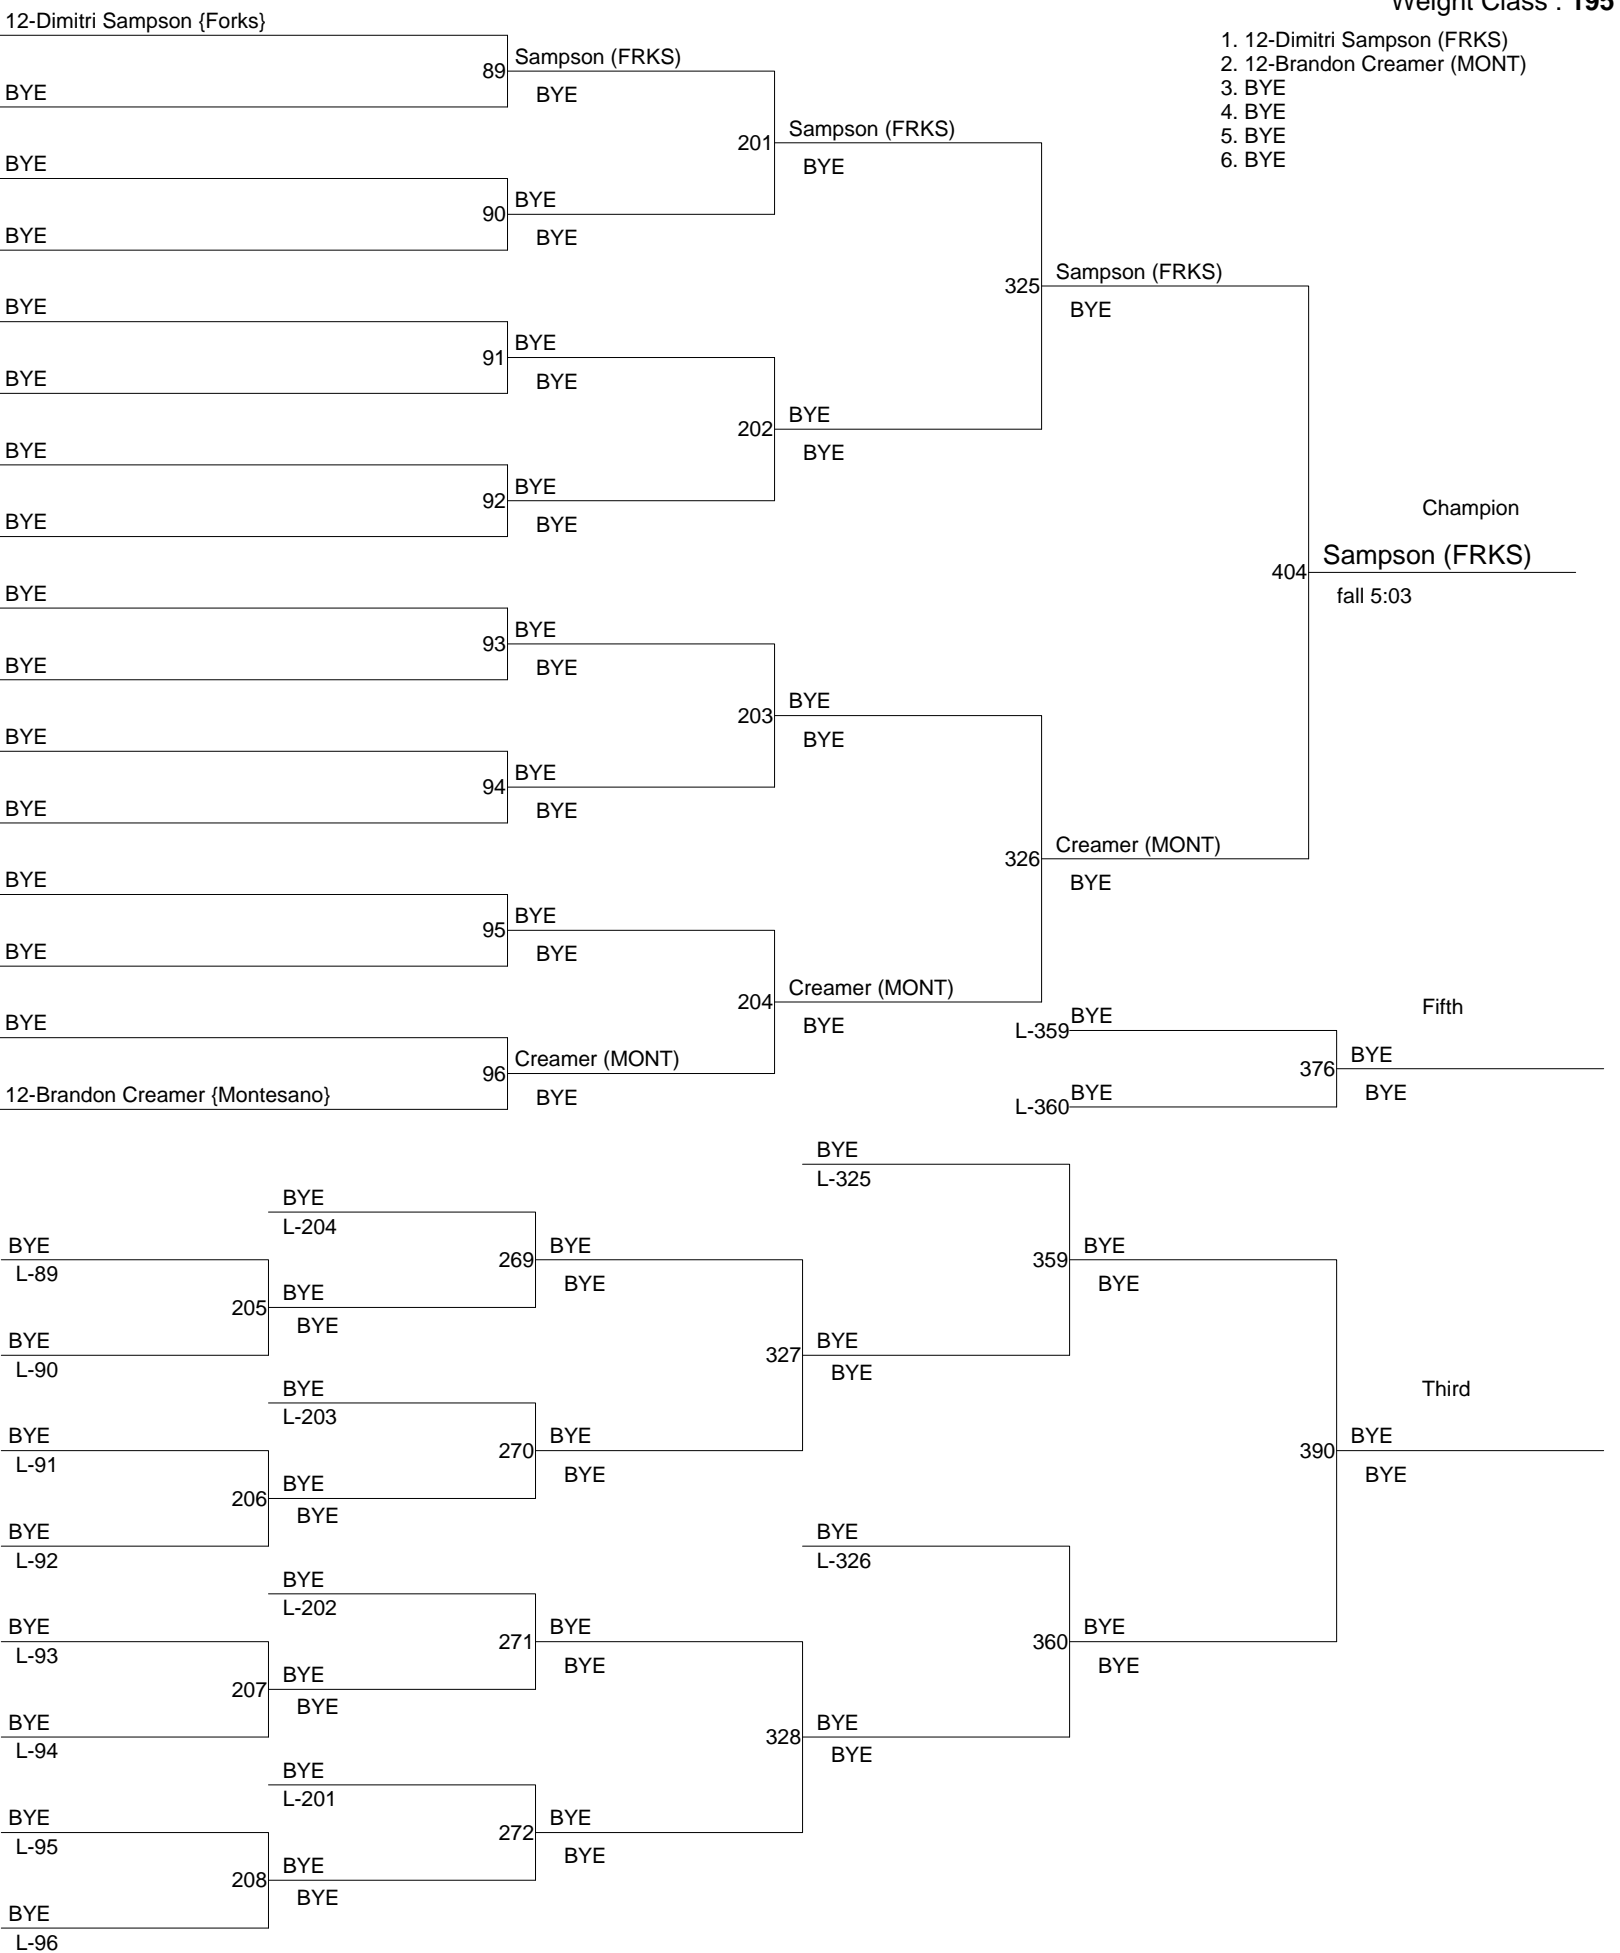 Weight Class : 195
12-Dimitri Sampson {Forks}
1. 12-Dimitri Sampson (FRKS)
2. 12-Brandon Creamer (MONT)
3. BYE
4. BYE
5. BYE
6. BYE
89
Sampson (FRKS)
BYE
BYE
201
Sampson (FRKS)
BYE
BYE
90
BYE
BYE
BYE
325
Sampson (FRKS)
BYE
BYE
91
BYE
BYE
BYE
202
BYE
BYE
BYE
92
BYE
BYE
BYE
Champion
404
Sampson (FRKS)
fall 5:03
BYE
93
BYE
BYE
BYE
203
BYE
BYE
BYE
94
BYE
BYE
BYE
326
Creamer (MONT)
BYE
BYE
95
BYE
BYE
BYE
204
Creamer (MONT)
BYE
BYE
96
Creamer (MONT)
BYE
12-Brandon Creamer {Montesano}
Fifth
L-359
BYE
376
BYE
BYE
L-360
BYE
BYE
L-325
BYE
L-204
BYE
L-89
269
BYE
BYE
359
BYE
BYE
205
BYE
BYE
BYE
L-90
327
BYE
BYE
BYE
L-203
Third
BYE
L-91
270
BYE
BYE
390
BYE
BYE
206
BYE
BYE
BYE
L-92
BYE
L-326
BYE
L-202
BYE
L-93
271
BYE
BYE
360
BYE
BYE
207
BYE
BYE
BYE
L-94
328
BYE
BYE
BYE
L-201
BYE
L-95
272
BYE
BYE
208
BYE
BYE
BYE
L-96